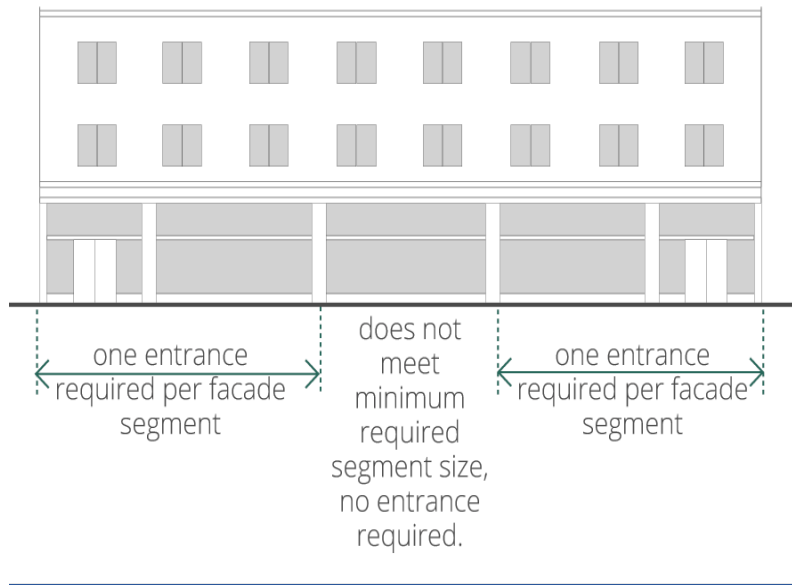 one entrance
required per facade
segment
does not
meet
minimum
required
segment size,
no entrance
required.
one entrance
required per facade
segment